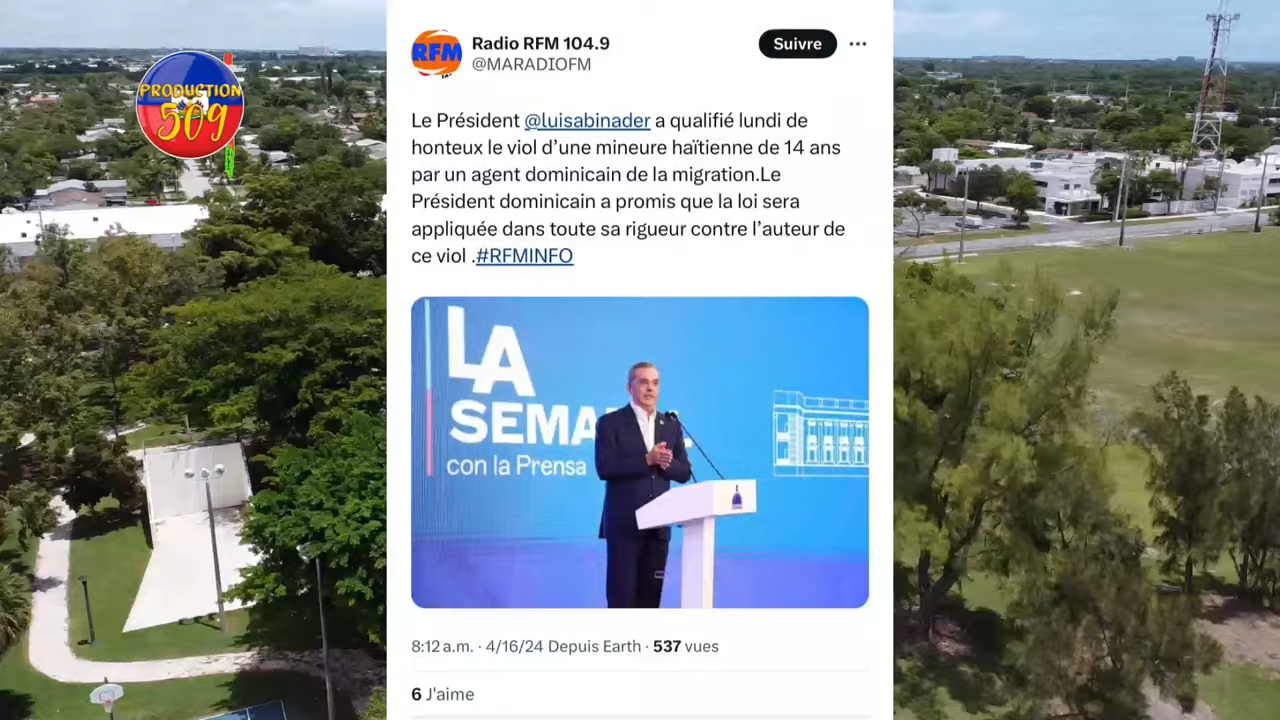 PRODUCTION
509
RFM
Radio RFM 104.9
@MARADIOFM
Suivre
Le Président @luisabinader a qualifié lundi de
honteux le viol d’une mineure haïtienne de 14 ans
par un agent dominicain de la migration.Le
Président dominicain a promis que la loi sera
appliquée dans toute sa rigueur contre l’auteur de
ce viol .#RFMINFO
LA
SEMA
con la Prensa
8:12 a.m. · 4/16/24 Depuis Earth · 537 vues
6 J'aime